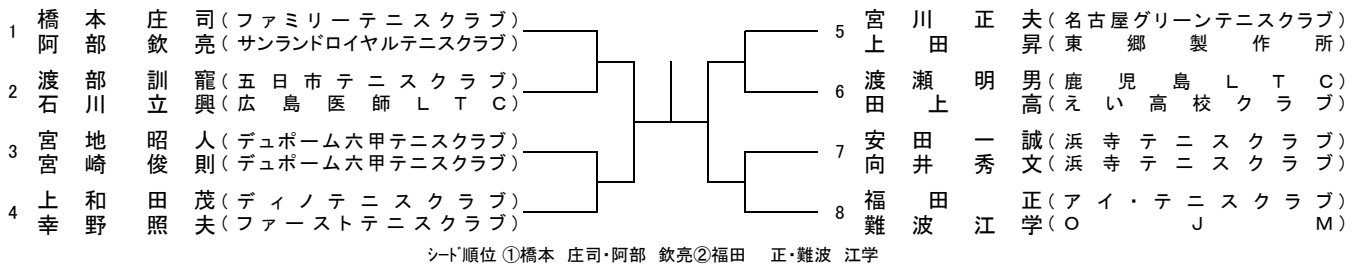 1 橋本庄司(ファミリーテニスクラブ)
阿部欽亮(サンランドロイヤルテニスクラブ)
2 渡部訓寵(五日市テニスクラブ)
石川立興(広島医師LTC)
3 宮地昭人(デュポーム六甲テニスクラブ)
宮崎俊則(デュポーム六甲テニスクラブ)
4 上和田茂(ディノテニスクラブ)
幸野照夫(ファーストテニスクラブ)
5 宮川正夫(名古屋グリーンテニスクラブ)
上田昇(東郷製作所)
6 渡瀬明男(鹿児島LTC)
田上高(えい高校クラブ)
7 安田一誠(浜寺テニスクラブ)
向井秀文(浜寺テニスクラブ)
8 福田正(アイ・テニスクラブ)
難波江学(OJM)
シード順位 ①橋本 庄司・阿部 欽亮②福田 正・難波 江学